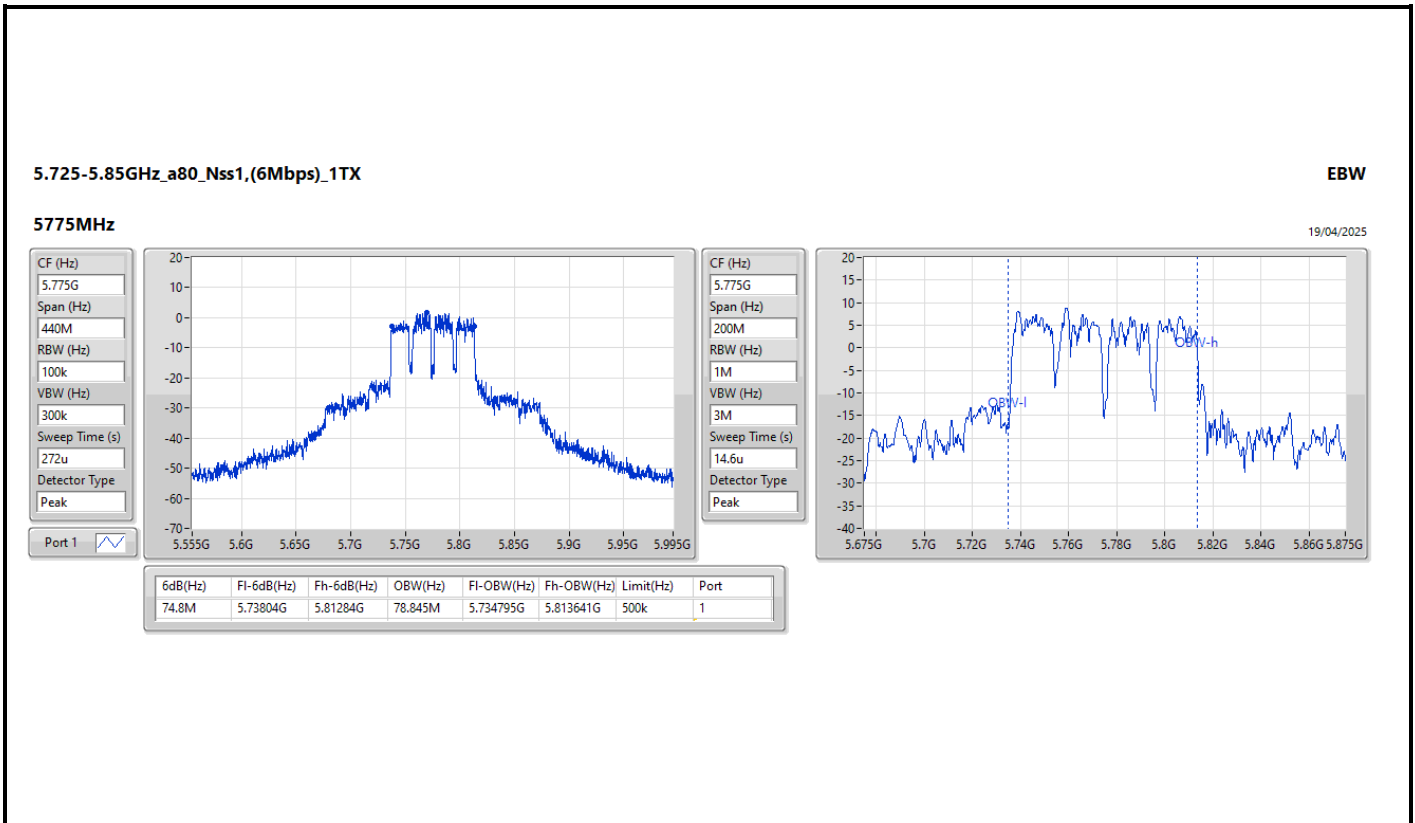 5.725-5.85GHz_a80_Nss1,(6Mbps)_1TX
EBW
5775MHz
19/04/2025
CF (Hz)
5.775G
Span (Hz)
440M
RBW (Hz)
100k
VBW (Hz)
300k
Sweep Time (s)
272u
Detector Type
Peak
Port 1
20
10
0
-10
-20
-30
-40
-50
-60
-70
5.555G 5.6G 5.65G 5.7G 5.75G 5.8G 5.85G 5.9G 5.95G 5.995G
CF (Hz)
5.775G
Span (Hz)
200M
RBW (Hz)
1M
VBW (Hz)
3M
Sweep Time (s)
14.6u
Detector Type
Peak
20
15
10
5
0
-5
-10
-15
-20
-25
-30
-35
-40
OBW-h
OBW-l
5.675G 5.7G 5.72G 5.74G 5.76G 5.78G 5.8G 5.82G 5.84G 5.86G 5.875G
6dB(Hz) Fl-6dB(Hz) Fh-6dB(Hz) OBW(Hz) Fl-OBW(Hz) Fh-OBW(Hz) Limit(Hz) Port
74.8M 5.73804G 5.81284G 78.845M 5.734795G 5.813641G 500k 1